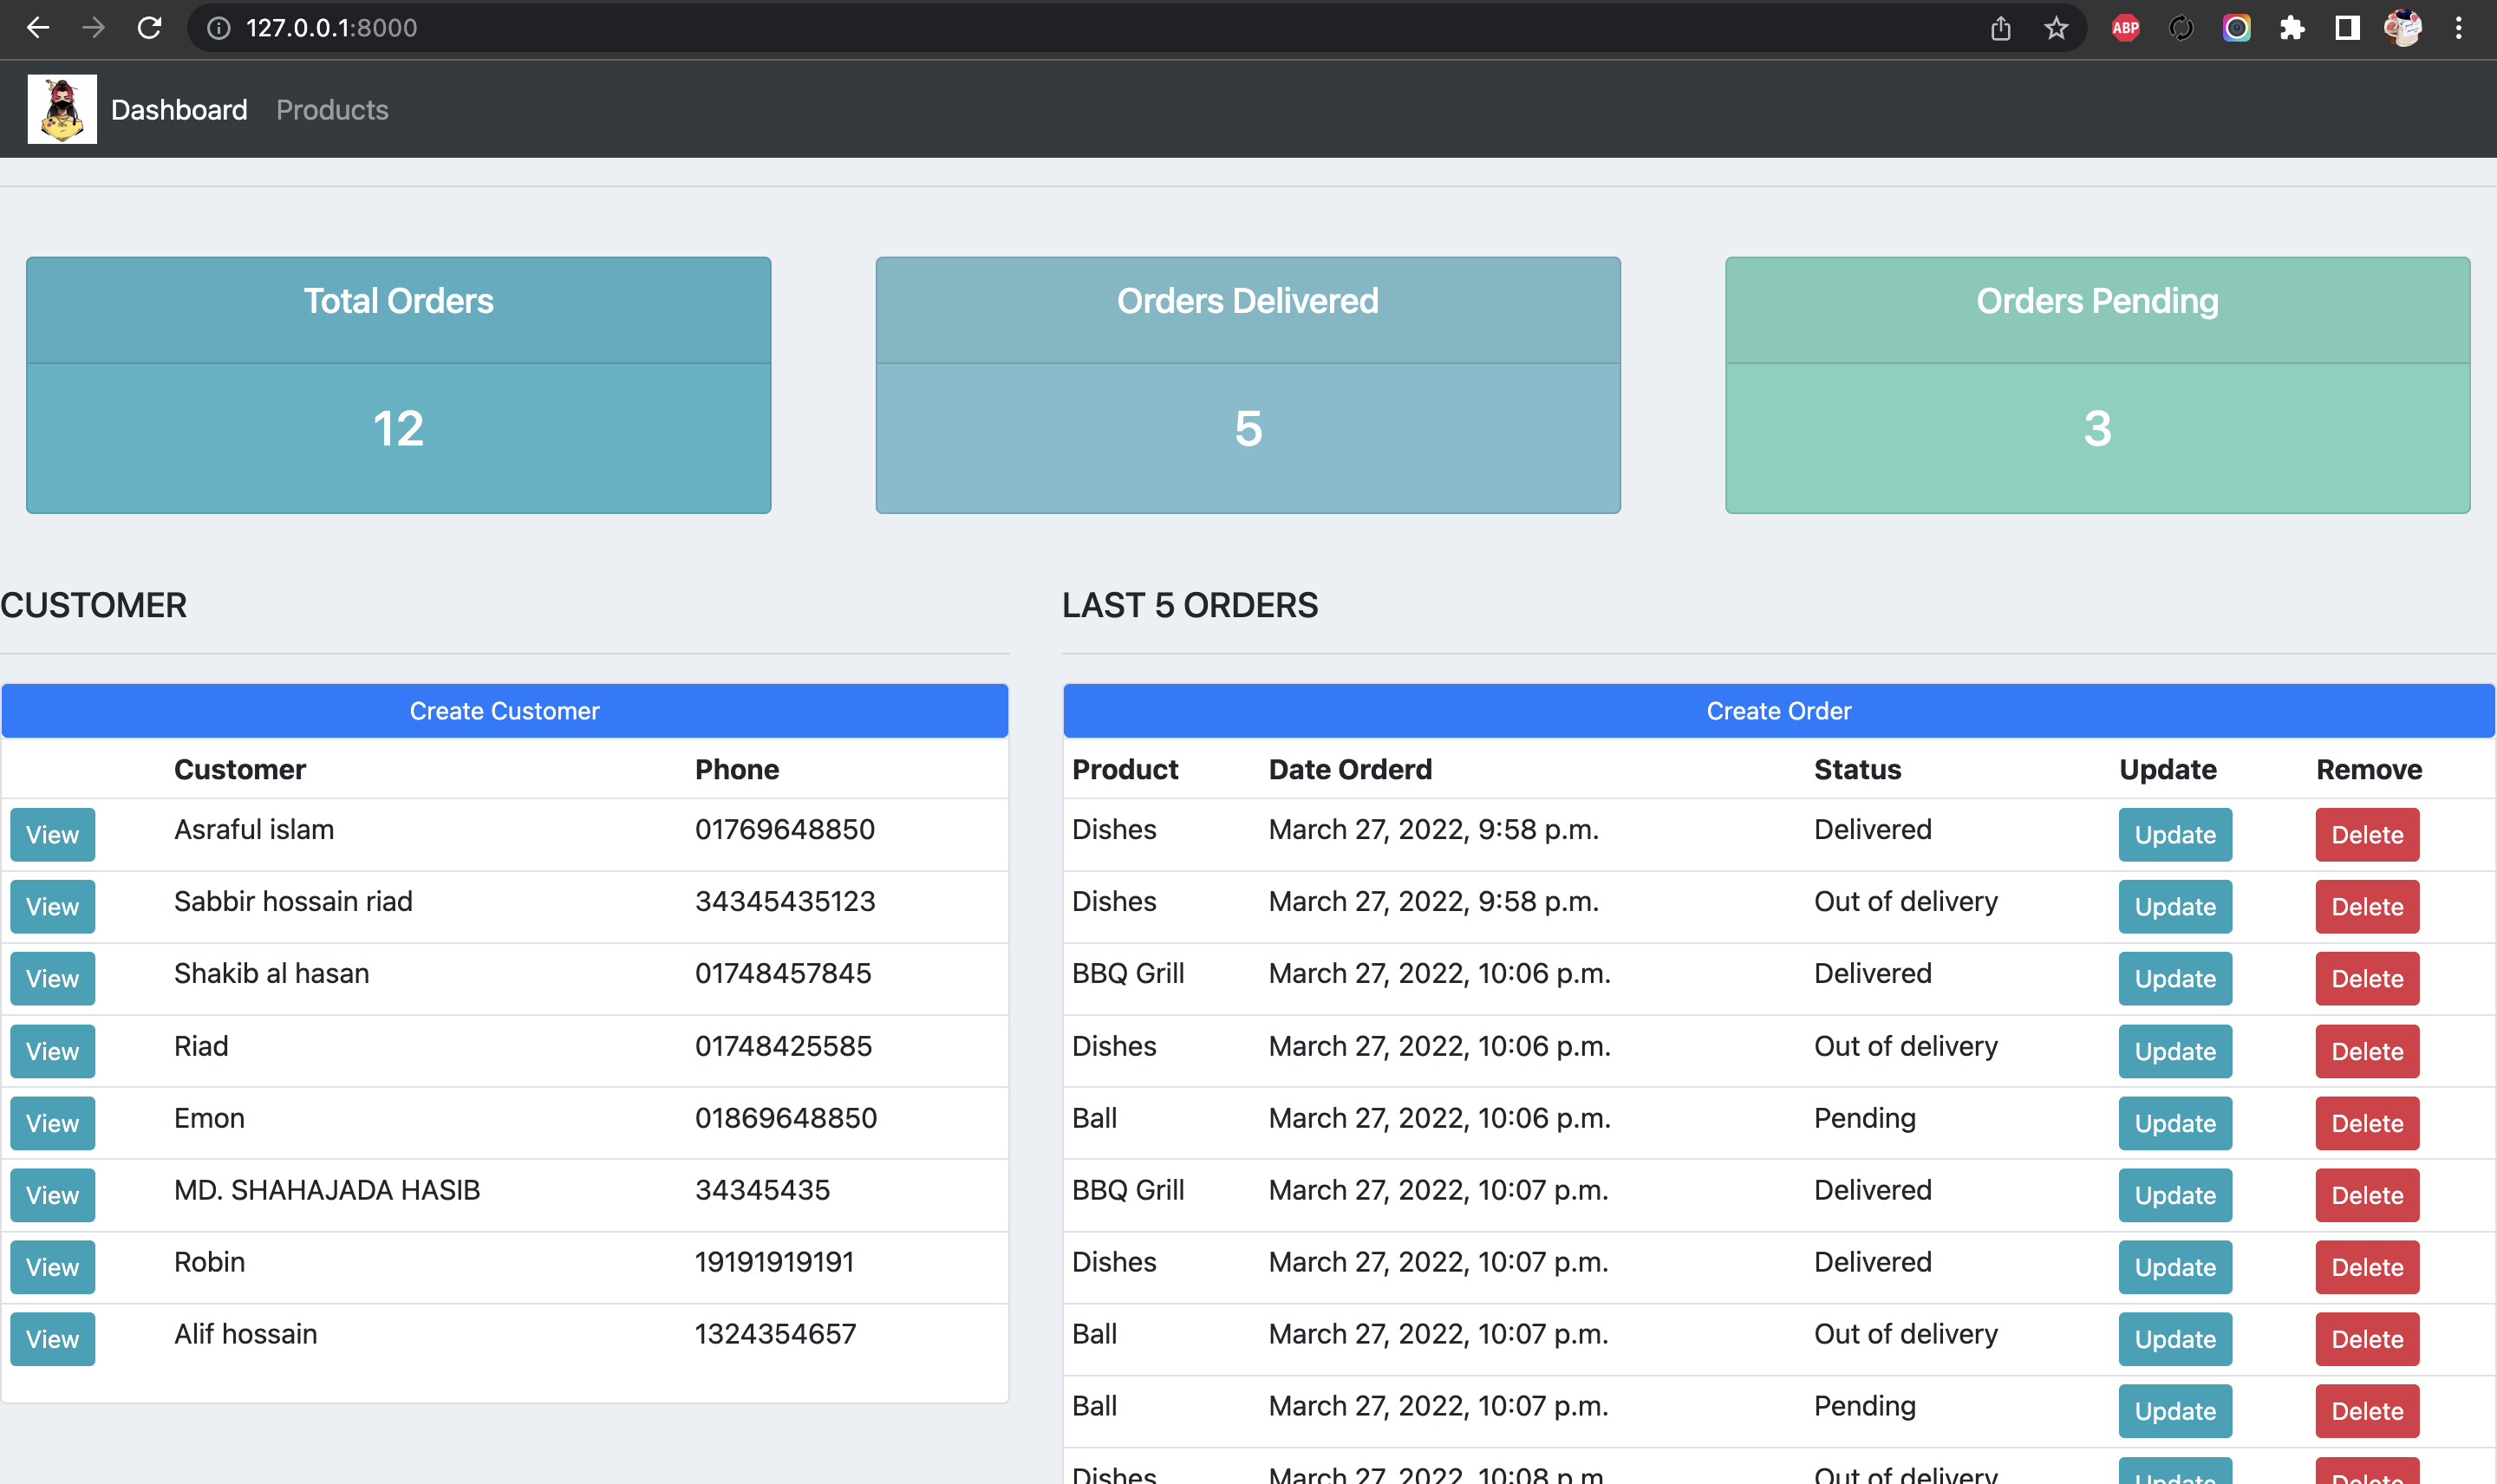 127.0.0.1:8000
ABP
Dashboard Products
Total Orders
12
Orders Delivered
5
Orders Pending
3
CUSTOMER
Create Customer
Customer Phone
View Asraful islam 01769648850
View Sabbir hossain riad 34345435123
View Shakib al hasan 01748457845
View Riad 01748425585
View Emon 01869648850
View MD. SHAHAJADA HASIB 34345435
View Robin 19191919191
View Alif hossain 1324354657
LAST 5 ORDERS
Create Order
Product Date Orderd Status Update Remove
Dishes March 27, 2022, 9:58 p.m. Delivered Update Delete
Dishes March 27, 2022, 9:58 p.m. Out of delivery Update Delete
BBQ Grill March 27, 2022, 10:06 p.m. Delivered Update Delete
Dishes March 27, 2022, 10:06 p.m. Out of delivery Update Delete
Ball March 27, 2022, 10:06 p.m. Pending Update Delete
BBQ Grill March 27, 2022, 10:07 p.m. Delivered Update Delete
Dishes March 27, 2022, 10:07 p.m. Delivered Update Delete
Ball March 27, 2022, 10:07 p.m. Out of delivery Update Delete
Ball March 27, 2022, 10:07 p.m. Pending Update Delete
Dishes March 27, 2022, 10:08 p.m. Out of delivery Update Delete